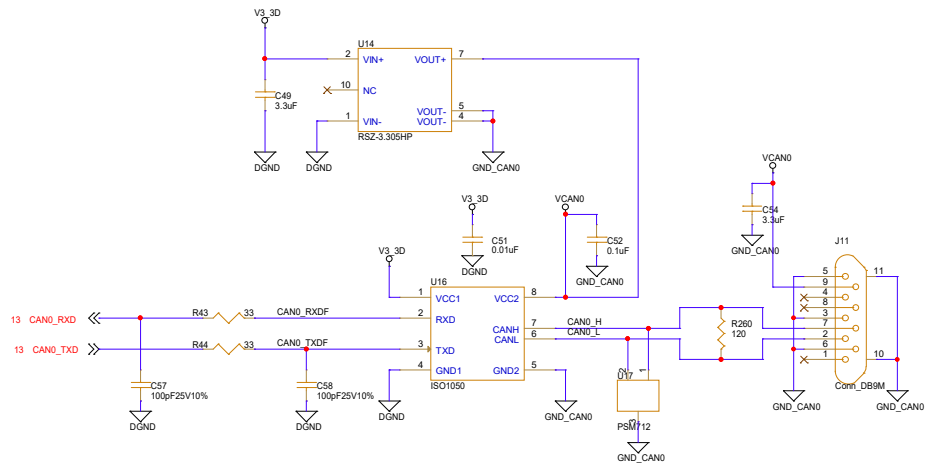 V3_3D
U14
2 VIN+ VOUT+ 7
10 NC
C49
3.3uF
VOUT- 5
1 VIN- VOUT- 4
RSZ-3.305HP
DGND DGND GND_CAN0
VCAN0
C54
3.3uF
GND_CAN0
V3_3D
VCAN0
C51
0.01uF
DGND
C52
0.1uF
GND_CAN0
V3_3D
U16
1 VCC1 VCC2 8
13 CAN0_RXD R43 33 CAN0_RXDF 2 RXD CANH 7 CAN0_H
13 CAN0_TXD R44 33 CAN0_TXDF 3 TXD CANL 6 CAN0_L
4 GND1 GND2 5
ISO1050
C57
100pF25V10%
DGND
C58
100pF25V10%
DGND
DGND
GND_CAN0
2 1
U17
3
PSM712
GND_CAN0
R260
120
J11
5 11
9
4
8
3
7
2
6
1 10
Conn_DB9M
GND_CAN0 GND_CAN0